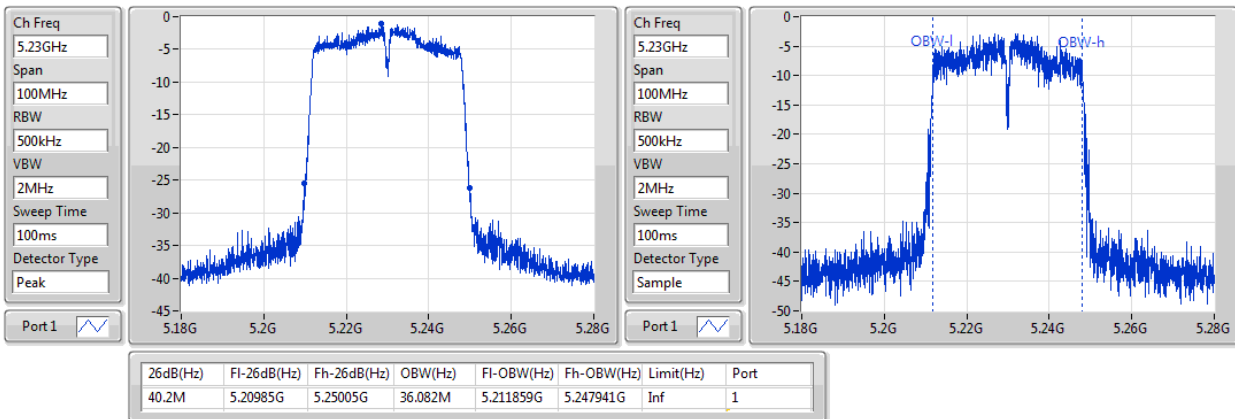 Ch Freq
5.23GHz
Span
100MHz
RBW
500kHz
VBW
2MHz
Sweep Time
100ms
Detector Type
Peak
Port 1
0-
-5-
-10-
-15-
-20-
-25-
-30-
-35-
-40-
-45-
5.18G 5.2G 5.22G 5.24G 5.26G 5.28G
Ch Freq
5.23GHz
Span
100MHz
RBW
500kHz
VBW
2MHz
Sweep Time
100ms
Detector Type
Sample
Port 1
0-
-5-
-10-
-15-
-20-
-25-
-30-
-35-
-40-
-45-
-50-
OBW-l OBW-h
5.18G 5.2G 5.22G 5.24G 5.26G 5.28G
26dB(Hz) Fl-26dB(Hz) Fh-26dB(Hz) OBW(Hz) Fl-OBW(Hz) Fh-OBW(Hz) Limit(Hz) Port
40.2M 5.20985G 5.25005G 36.082M 5.211859G 5.247941G Inf 1